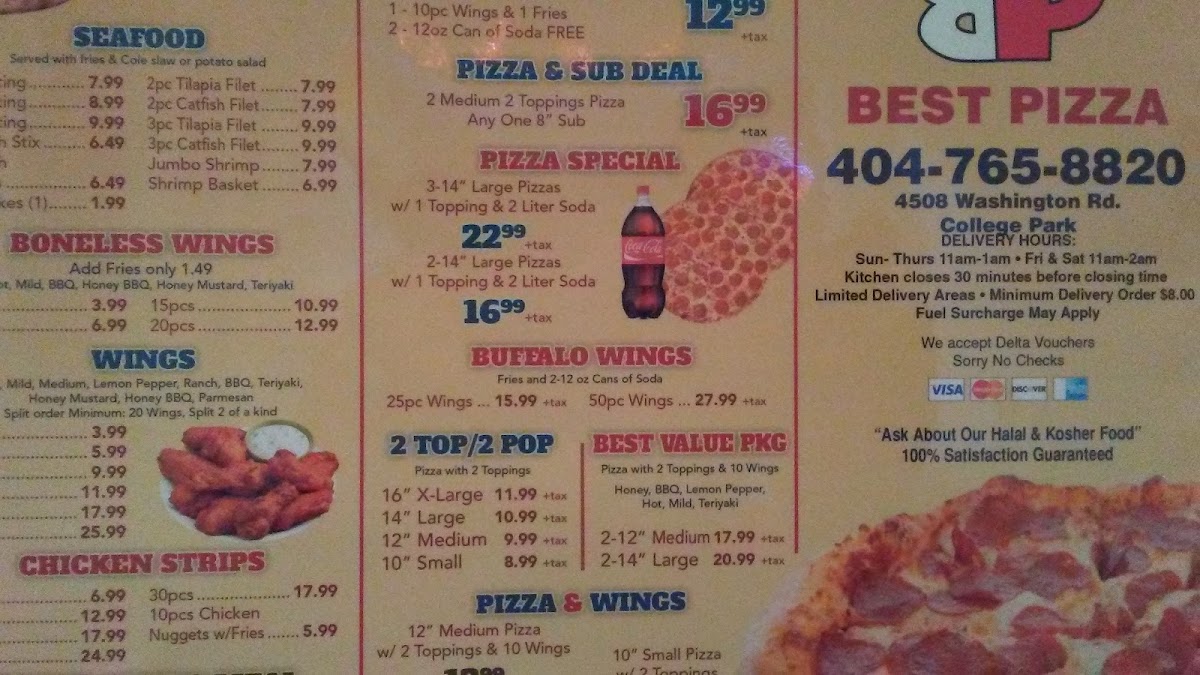 SEAFOOD
Served with fries & Cole slaw or potato salad
7.99
8.99
9.99
Stix 6.49
6.49
(1) 1.99
2pc Tilapia Filet 7.99
2pc Catfish Filet 7.99
3pc Tilapia Filet 9.99
3pc Catfish Filet 9.99
Jumbo Shrimp 7.99
Shrimp Basket 6.99
BONELESS WINGS
Add Fries only 1.49
Mild, BBQ, Honey BBQ, Honey Mustard, Teriyaki
3.99 15pcs 10.99
6.99 20pcs 12.99
WINGS
Mild, Medium, Lemon Pepper, Ranch, BBQ, Teriyaki,
Honey Mustard, Honey BBQ, Parmesan
Split order Minimum: 20 Wings, Split 2 of a kind
3.99
5.99
9.99
11.99
17.99
25.99
CHICKEN STRIPS
6.99
12.99
17.99
24.99
30pcs 17.99
10pcs Chicken
Nuggets w/Fries 5.99
1 - 10pc Wings & 1 Fries
2 - 12oz Can of Soda FREE
12.99 +tax
PIZZA & SUB DEAL
2 Medium 2 Toppings Pizza
Any One 8" Sub
16.99 +tax
PIZZA SPECIAL
3-14" Large Pizzas
w/ 1 Topping & 2 Liter Soda
22.99 +tax
2-14" Large Pizzas
w/ 1 Topping & 2 Liter Soda
16.99 +tax
Coca-Cola
BUFFALO WINGS
Fries and 2-12 oz Cans of Soda
25pc Wings ... 15.99 +tax 50pc Wings ... 27.99 +tax
2 TOP/2 POP
Pizza with 2 Toppings
16" X-Large 11.99 +tax
14" Large 10.99 +tax
12" Medium 9.99 +tax
10" Small 8.99 +tax
BEST VALUE PKG
Pizza with 2 Toppings & 10 Wings
Honey, BBQ, Lemon Pepper,
Hot, Mild, Teriyaki
2-12" Medium 17.99 +tax
2-14" Large 20.99 +tax
PIZZA & WINGS
12" Medium Pizza
w/ 2 Toppings & 10 Wings
10" Small Pizza
w/ 2 Toppings
BP
BEST PIZZA
404-765-8820
4508 Washington Rd.
College Park
DELIVERY HOURS:
Sun- Thurs 11am-1am • Fri & Sat 11am-2am
Kitchen closes 30 minutes before closing time
Limited Delivery Areas • Minimum Delivery Order $8.00
Fuel Surcharge May Apply
We accept Delta Vouchers
Sorry No Checks
VISA MasterCard DISCOVER
"Ask About Our Halal & Kosher Food"
100% Satisfaction Guaranteed